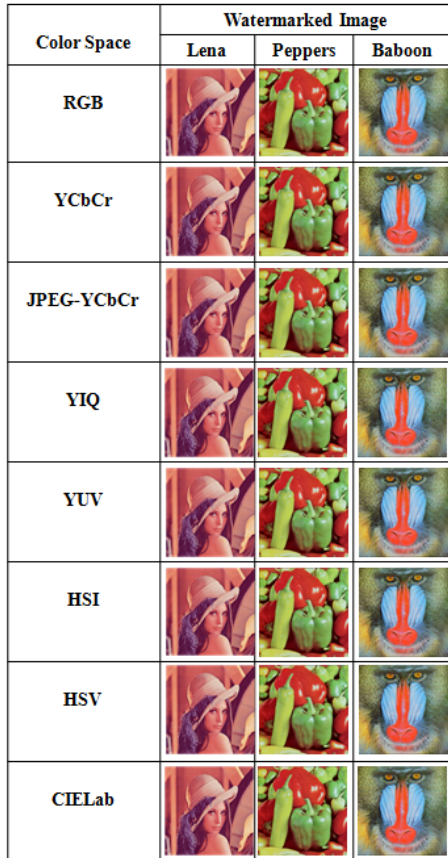 Color Space
Watermarked Image
Lena
Peppers
Baboon
RGB
YCbCr
JPEG-YCbCr
YIQ
YUV
HSI
HSV
CIELab